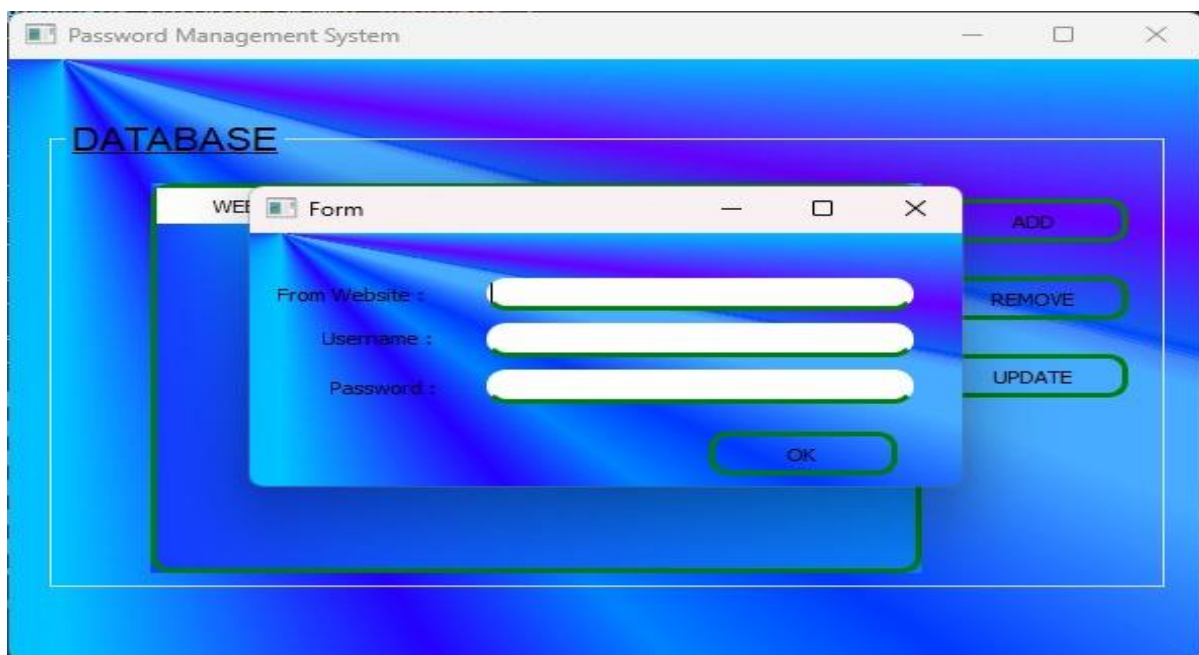 Password Management System
DATABASE
Form
ADD
From Website :
REMOVE
Username :
UPDATE
Password :
OK